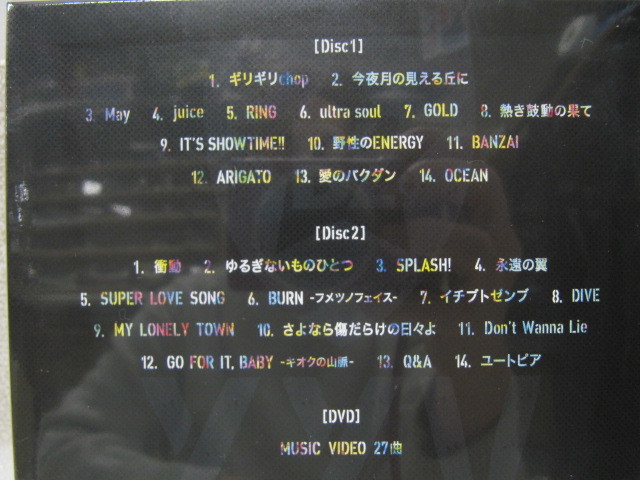 [Disc1]
1. ギリギリchop 2. 今夜月の見える丘に
3. May 4. juice 5. RING 6. ultra soul 7. GOLD 8. 熱き鼓動の果て
9. IT'S SHOWTIME!! 10. 野性のENERGY 11. BANZAI
12. ARIGATO 13. 愛のバクダン 14. OCEAN
[Disc2]
1. 衝動 2. ゆるぎないものひとつ 3. SPLASH! 4. 永遠の翼
5. SUPER LOVE SONG 6. BURN -フメツノフェイス- 7. イチブトゼンブ 8. DIVE
9. MY LONELY TOWN 10. さよなら傷だらけの日々よ 11. Don't Wanna Lie
12. GO FOR IT, BABY -キオクの山脈- 13. Q&A 14. ユートピア
[DVD]
MUSIC VIDEO 27曲